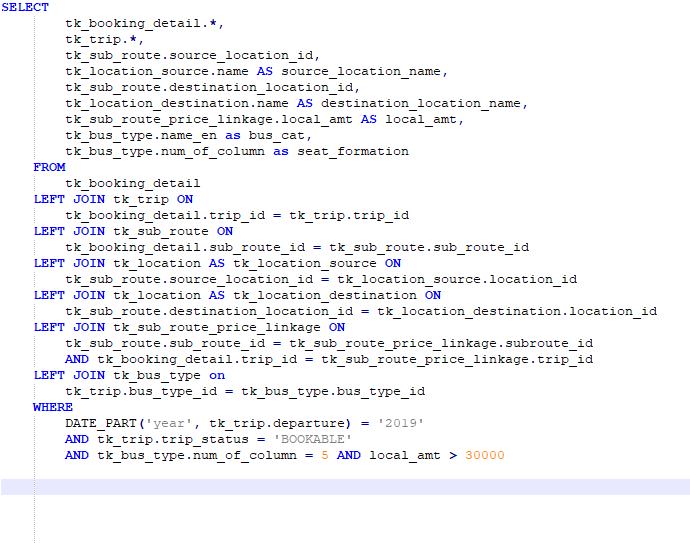 SELECT
tk_booking_detail.*,
tk_trip.*,
tk_sub_route.source_location_id,
tk_location_source.name AS source_location_name,
tk_sub_route.destination_location_id,
tk_location_destination.name AS destination_location_name,
tk_sub_route_price_linkage.local_amt AS local_amt,
tk_bus_type.name_en as bus_cat,
tk_bus_type.num_of_column as seat_formation
FROM
tk_booking_detail
LEFT JOIN tk_trip ON
tk_booking_detail.trip_id = tk_trip.trip_id
LEFT JOIN tk_sub_route ON
tk_booking_detail.sub_route_id = tk_sub_route.sub_route_id
LEFT JOIN tk_location AS tk_location_source ON
tk_sub_route.source_location_id = tk_location_source.location_id
LEFT JOIN tk_location AS tk_location_destination ON
tk_sub_route.destination_location_id = tk_location_destination.location_id
LEFT JOIN tk_sub_route_price_linkage ON
tk_sub_route.sub_route_id = tk_sub_route_price_linkage.subroute_id
AND tk_booking_detail.trip_id = tk_sub_route_price_linkage.trip_id
LEFT JOIN tk_bus_type on
tk_trip.bus_type_id = tk_bus_type.bus_type_id
WHERE
DATE_PART('year', tk_trip.departure) = '2019'
AND tk_trip.trip_status = 'BOOKABLE'
AND tk_bus_type.num_of_column = 5 AND local_amt > 30000